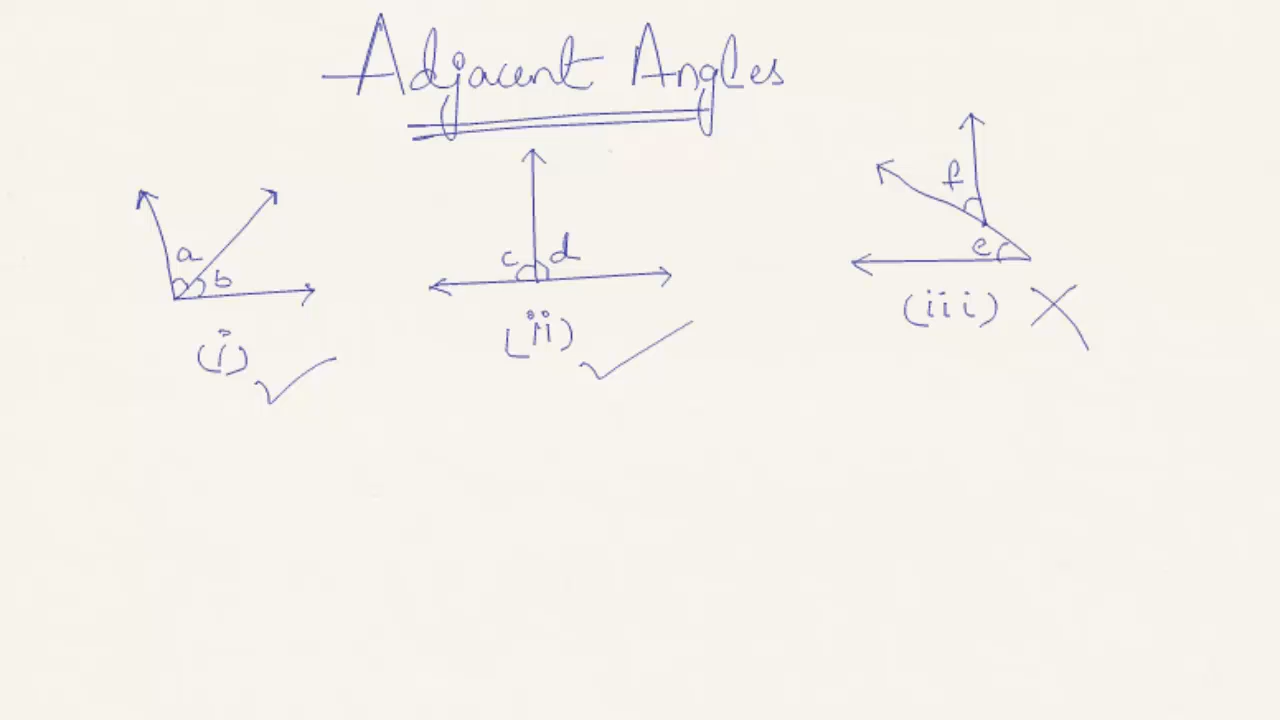 Adjacent Angles
a b
c d
f
e
(i)
(ii)
(iii)